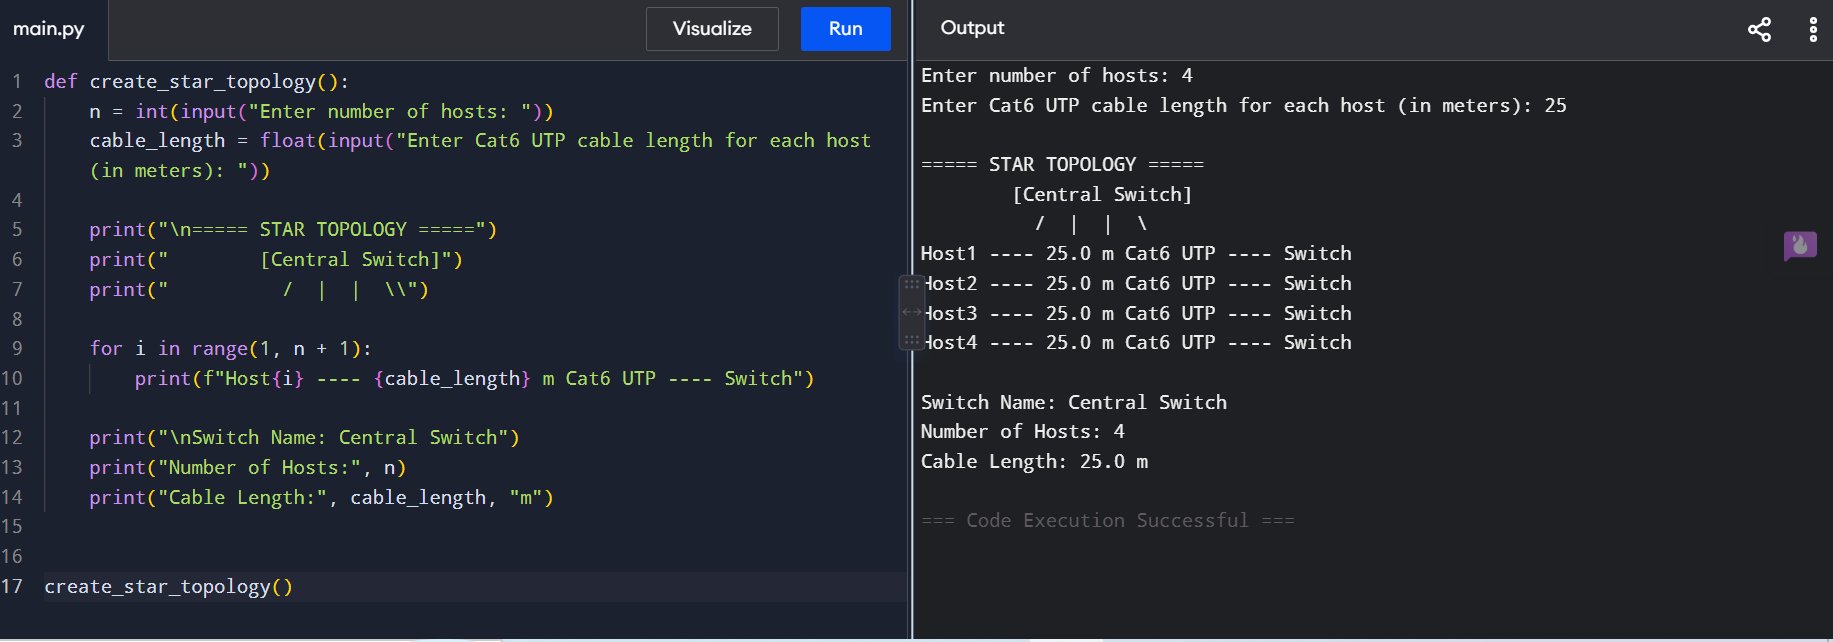 main.py
Visualize
Run
1 def create_star_topology():
2     n = int(input("Enter number of hosts: "))
3     cable_length = float(input("Enter Cat6 UTP cable length for each host
    (in meters): "))
4
5     print("\n===== STAR TOPOLOGY =====")
6     print("        [Central Switch]")
7     print("          /  |  |  \\")
8
9     for i in range(1, n + 1):
10         print(f"Host{i} ---- {cable_length} m Cat6 UTP ---- Switch")
11
12     print("\nSwitch Name: Central Switch")
13     print("Number of Hosts:", n)
14     print("Cable Length:", cable_length, "m")
15
16
17 create_star_topology()
Output
Enter number of hosts: 4
Enter Cat6 UTP cable length for each host (in meters): 25

===== STAR TOPOLOGY =====
        [Central Switch]
          /  |  |  \
Host1 ---- 25.0 m Cat6 UTP ---- Switch
Host2 ---- 25.0 m Cat6 UTP ---- Switch
Host3 ---- 25.0 m Cat6 UTP ---- Switch
Host4 ---- 25.0 m Cat6 UTP ---- Switch

Switch Name: Central Switch
Number of Hosts: 4
Cable Length: 25.0 m

=== Code Execution Successful ===